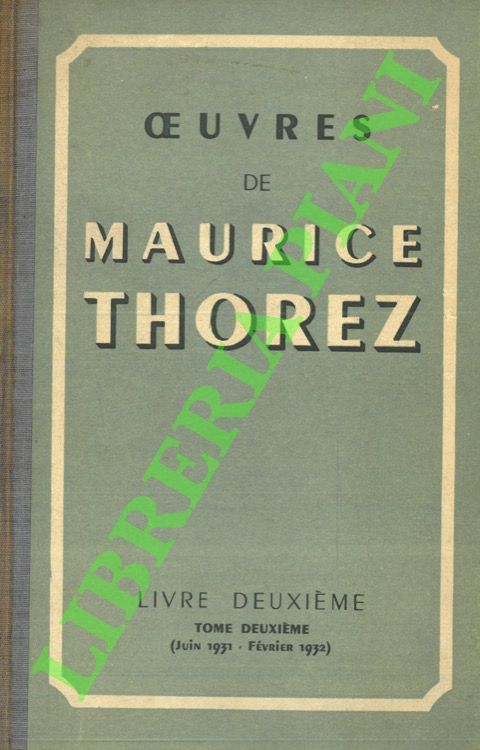 ŒUVRES
DE
MAURICE
THOREZ
LIVRE DEUXIÈME
TOME DEUXIÈME
(Juin 1931 - Février 1932)
LIBRERIA PIANI